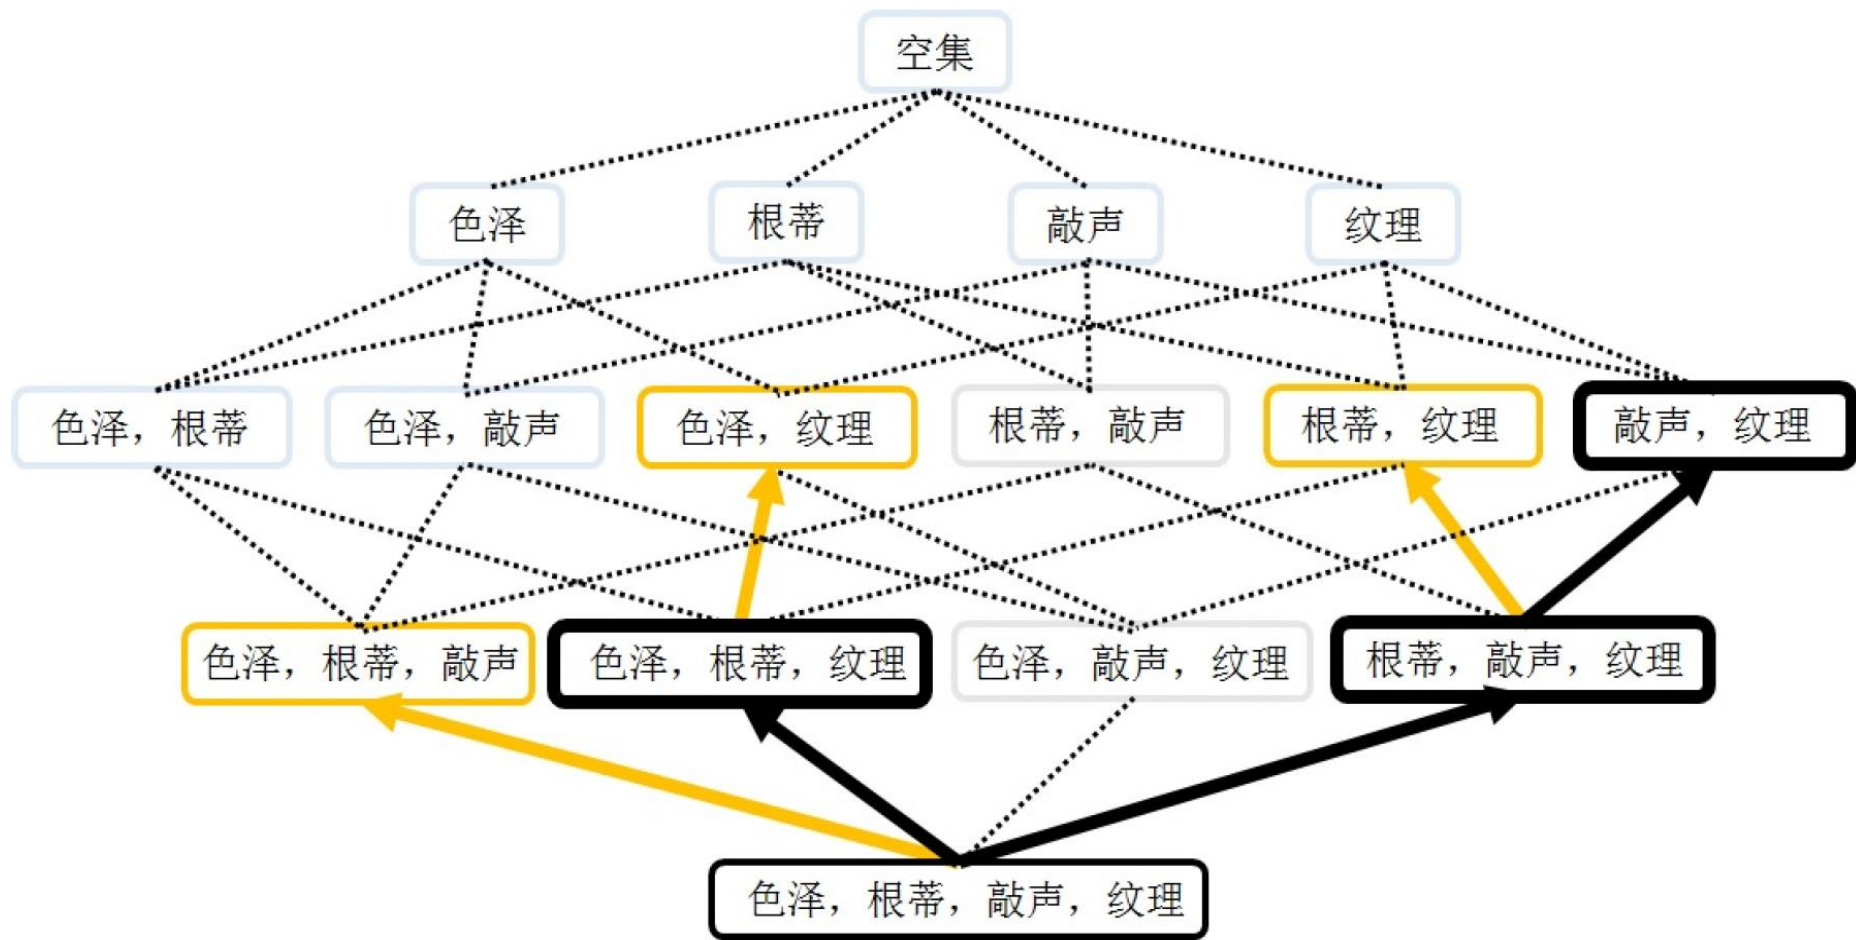 空集
色泽
根蒂
敲声
纹理
色泽，根蒂
色泽，敲声
色泽，纹理
根蒂，敲声
根蒂，纹理
敲声，纹理
色泽，根蒂，敲声
色泽，根蒂，纹理
色泽，敲声，纹理
根蒂，敲声，纹理
色泽，根蒂，敲声，纹理